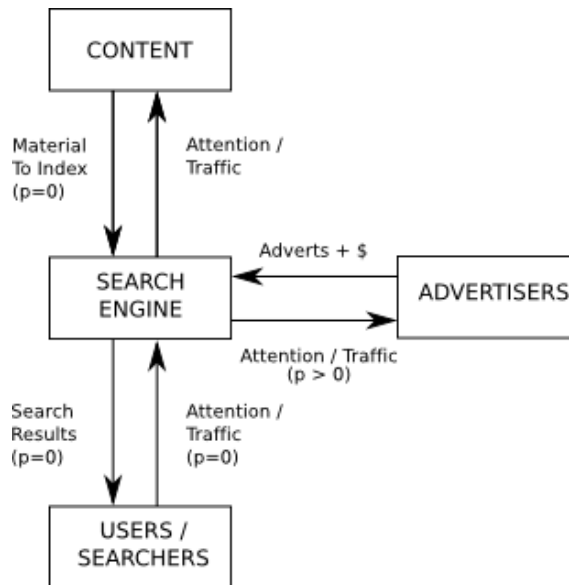 CONTENT
Material
To Index
(p=0)
Attention /
Traffic
Adverts + $
SEARCH
ENGINE
ADVERTISERS
Attention / Traffic
(p > 0)
Search
Results
(p=0)
Attention /
Traffic
(p=0)
USERS /
SEARCHERS